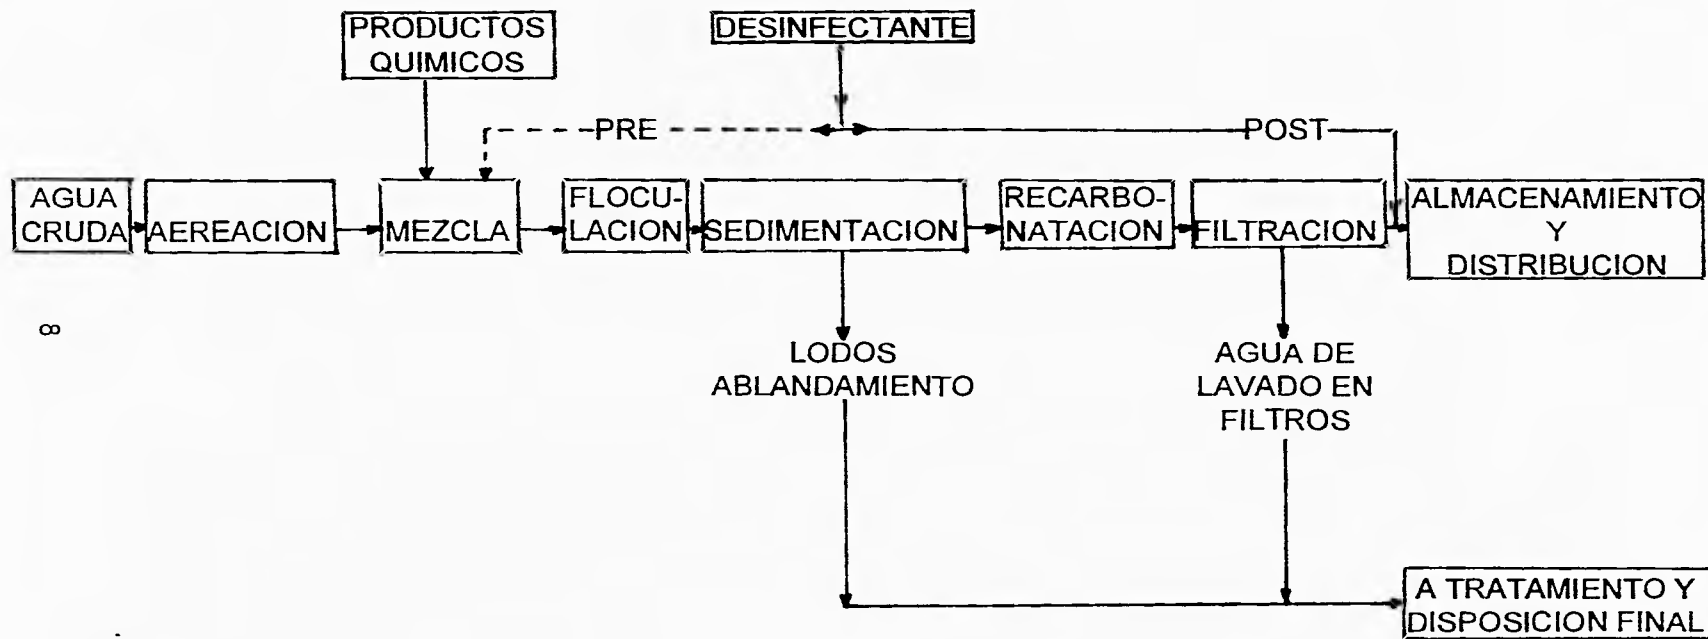 PRODUCTOS
QUIMICOS
DESINFECTANTE
PRE
POST
AGUA
CRUDA
AEREACION
MEZCLA
FLOCU-
LACION
SEDIMENTACION
RECARBO-
NATACION
FILTRACION
ALMACENAMIENTO
Y
DISTRIBUCION
8
LODOS
ABLANDAMIENTO
AGUA DE
LAVADO EN
FILTROS
A TRATAMIENTO Y
DISPOSICION FINAL